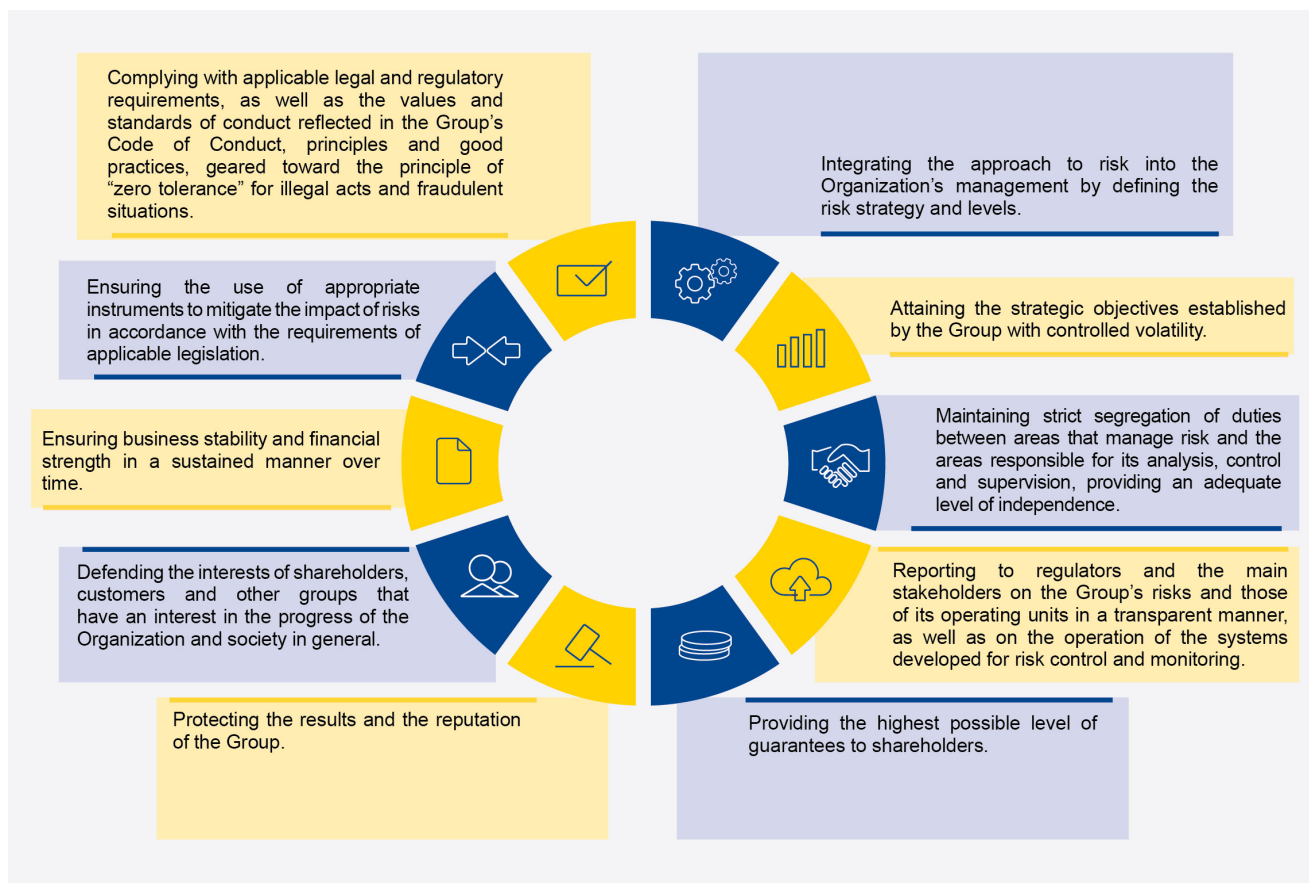 Complying with applicable legal and regulatory
requirements, as well as the values and
standards of conduct reflected in the Group’s
Code of Conduct, principles and good
practices, geared toward the principle of
“zero tolerance” for illegal acts and fraudulent
situations.
Integrating the approach to risk into the
Organization’s management by defining the
risk strategy and levels.
Ensuring the use of appropriate
instruments to mitigate the impact of risks
in accordance with the requirements of
applicable legislation.
Attaining the strategic objectives established
by the Group with controlled volatility.
Ensuring business stability and financial
strength in a sustained manner over
time.
Maintaining strict segregation of duties
between areas that manage risk and the
areas responsible for its analysis, control
and supervision, providing an adequate
level of independence.
Defending the interests of shareholders,
customers and other groups that
have an interest in the progress of the
Organization and society in general.
Reporting to regulators and the main
stakeholders on the Group’s risks and those
of its operating units in a transparent manner,
as well as on the operation of the systems
developed for risk control and monitoring.
Protecting the results and the reputation
of the Group.
Providing the highest possible level of
guarantees to shareholders.